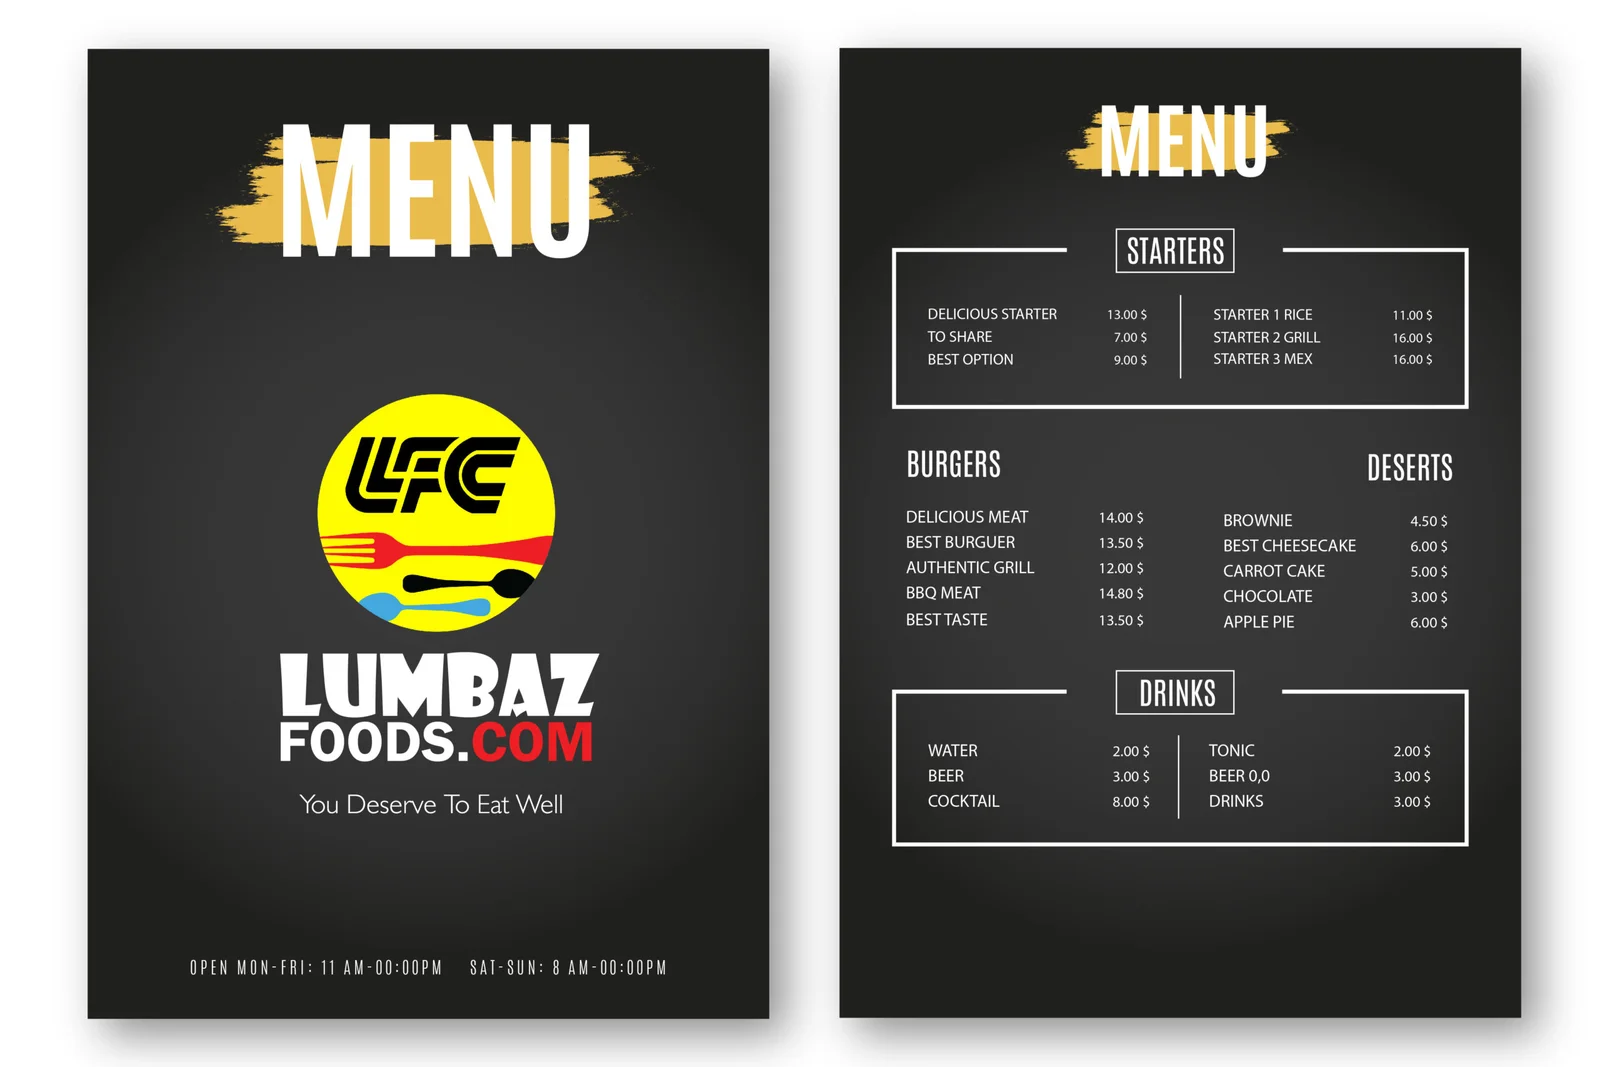 MENU
LFC
LUMBAZ
FOODS.COM
You Deserve To Eat Well
OPEN MON-FRI: 11 AM-00:00PM SAT-SUN: 8 AM-00:00PM
MENU
STARTERS
DELICIOUS STARTER 13.00 $
TO SHARE 7.00 $
BEST OPTION 9.00 $
STARTER 1 RICE 11.00 $
STARTER 2 GRILL 16.00 $
STARTER 3 MEX 16.00 $
BURGERS
DELICIOUS MEAT 14.00 $
BEST BURGUER 13.50 $
AUTHENTIC GRILL 12.00 $
BBQ MEAT 14.80 $
BEST TASTE 13.50 $
DESERTS
BROWNIE 4.50 $
BEST CHEESECAKE 6.00 $
CARROT CAKE 5.00 $
CHOCOLATE 3.00 $
APPLE PIE 6.00 $
DRINKS
WATER 2.00 $
BEER 3.00 $
COCKTAIL 8.00 $
TONIC 2.00 $
BEER 0,0 3.00 $
DRINKS 3.00 $